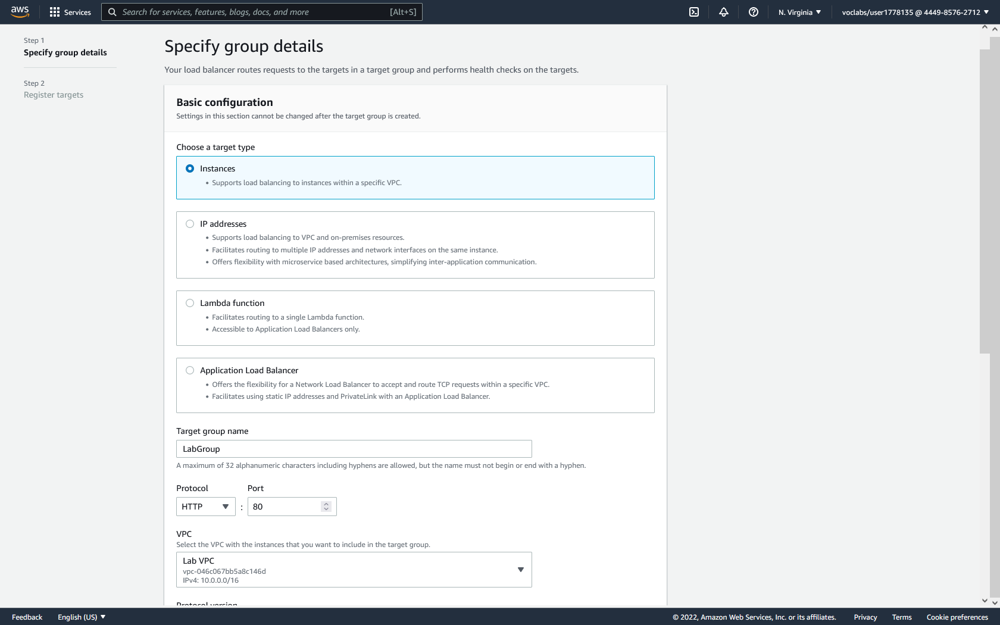 aws
Services
Search for services, features, blogs, docs, and more
[Alt+S]
N. Virginia
voclabs/user1778135 @ 4449-8576-2712
Step 1
Specify group details
Step 2
Register targets
Specify group details
Your load balancer routes requests to the targets in a target group and performs health checks on the targets.
Basic configuration
Settings in this section cannot be changed after the target group is created.
Choose a target type
Instances
• Supports load balancing to instances within a specific VPC.
IP addresses
• Supports load balancing to VPC and on-premises resources.
• Facilitates routing to multiple IP addresses and network interfaces on the same instance.
• Offers flexibility with microservice based architectures, simplifying inter-application communication.
Lambda function
• Facilitates routing to a single Lambda function.
• Accessible to Application Load Balancers only.
Application Load Balancer
• Offers the flexibility for a Network Load Balancer to accept and route TCP requests within a specific VPC.
• Facilitates using static IP addresses and PrivateLink with an Application Load Balancer.
Target group name
LabGroup
A maximum of 32 alphanumeric characters including hyphens are allowed, but the name must not begin or end with a hyphen.
Protocol Port
HTTP : 80
VPC
Select the VPC with the instances that you want to include in the target group.
Lab VPC
vpc-046c067bb5a8c146d
IPv4: 10.0.0.0/16
Protocol version
Feedback English (US) © 2022, Amazon Web Services, Inc. or its affiliates. Privacy Terms Cookie preferences